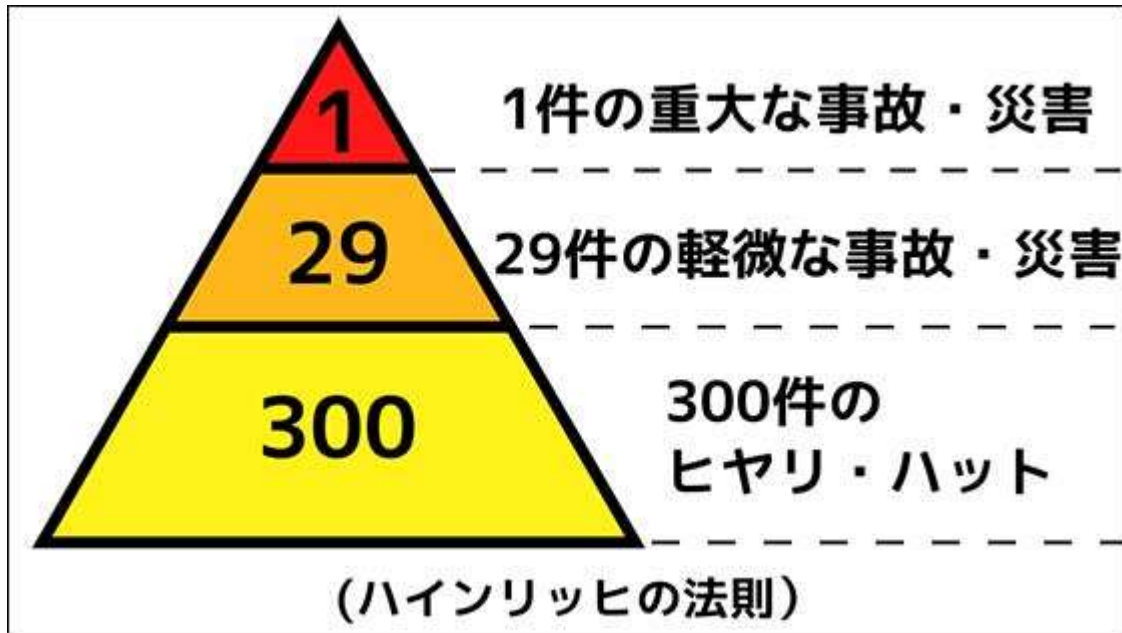 1
1件の重大な事故・災害
29
29件の軽微な事故・災害
300
300件の
ヒヤリ・ハット
(ハインリッヒの法則)